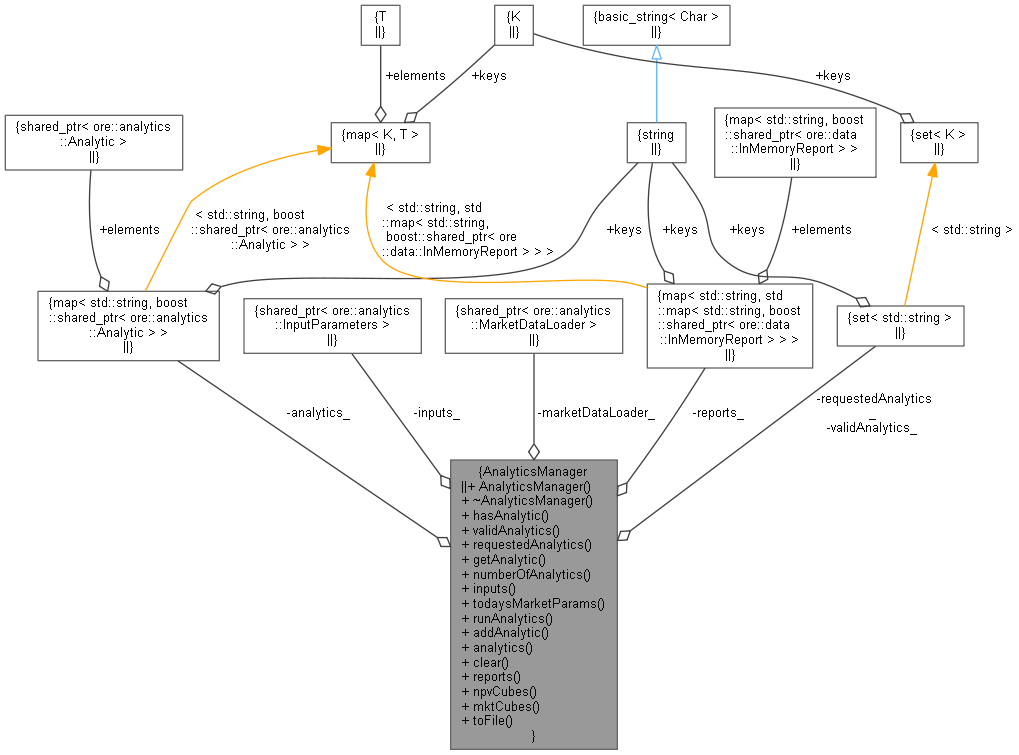 {T
||}
{K
||}
{basic_string< Char >
||}
+elements
+keys
+keys
{shared_ptr< ore::analytics
::Analytic >
||}
{map< K, T >
||}
{string
||}
{map< std::string, boost
::shared_ptr< ore::data
::InMemoryReport > >
||}
{set< K >
||}
+elements
< std::string, boost
::shared_ptr< ore::analytics
::Analytic > >
< std::string, std
::map< std::string,
boost::shared_ptr< ore
::data::InMemoryReport > > >
+keys
+keys
+keys
+elements
< std::string >
{map< std::string, boost
::shared_ptr< ore::analytics
::Analytic > >
||}
{shared_ptr< ore::analytics
::InputParameters >
||}
{shared_ptr< ore::analytics
::MarketDataLoader >
||}
{map< std::string, std
::map< std::string, boost
::shared_ptr< ore::data
::InMemoryReport > > >
||}
{set< std::string >
||}
-analytics_
-inputs_
-marketDataLoader_
-reports_
-requestedAnalytics
_
-validAnalytics_
{AnalyticsManager
||+ AnalyticsManager()
+ ~AnalyticsManager()
+ hasAnalytic()
+ validAnalytics()
+ requestedAnalytics()
+ getAnalytic()
+ numberOfAnalytics()
+ inputs()
+ todaysMarketParams()
+ runAnalytics()
+ addAnalytic()
+ analytics()
+ clear()
+ reports()
+ npvCubes()
+ mktCubes()
+ toFile()
}